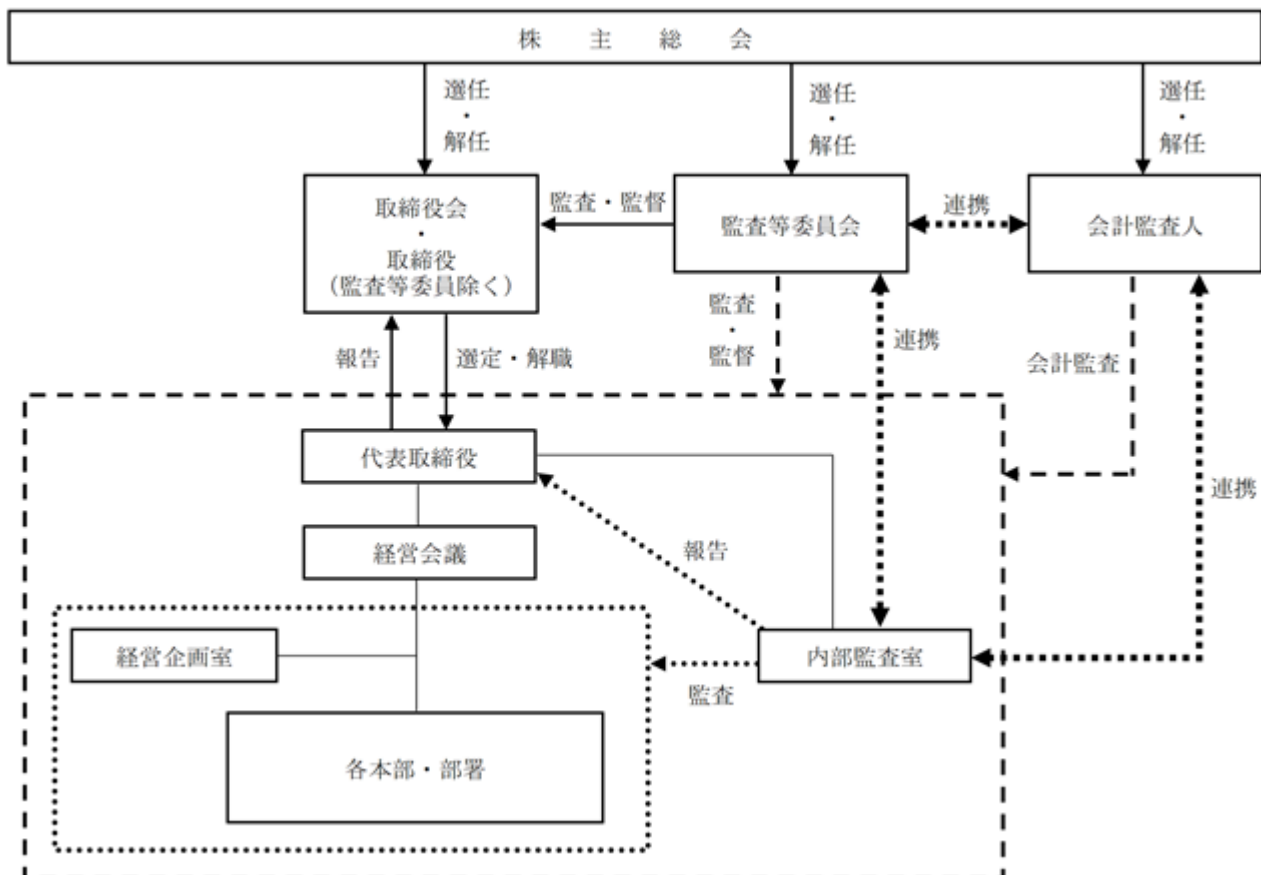 株主総会
選任
・
解任
選任
・
解任
選任
・
解任
取締役会
・
取締役
（監査等委員除く）
監査・監督
監査等委員会
連携
会計監査人
報告
選定・解職
監査
・
監督
連携
会計監査
代表取締役
連携
経営会議
報告
経営企画室
内部監査室
監査
各本部・部署